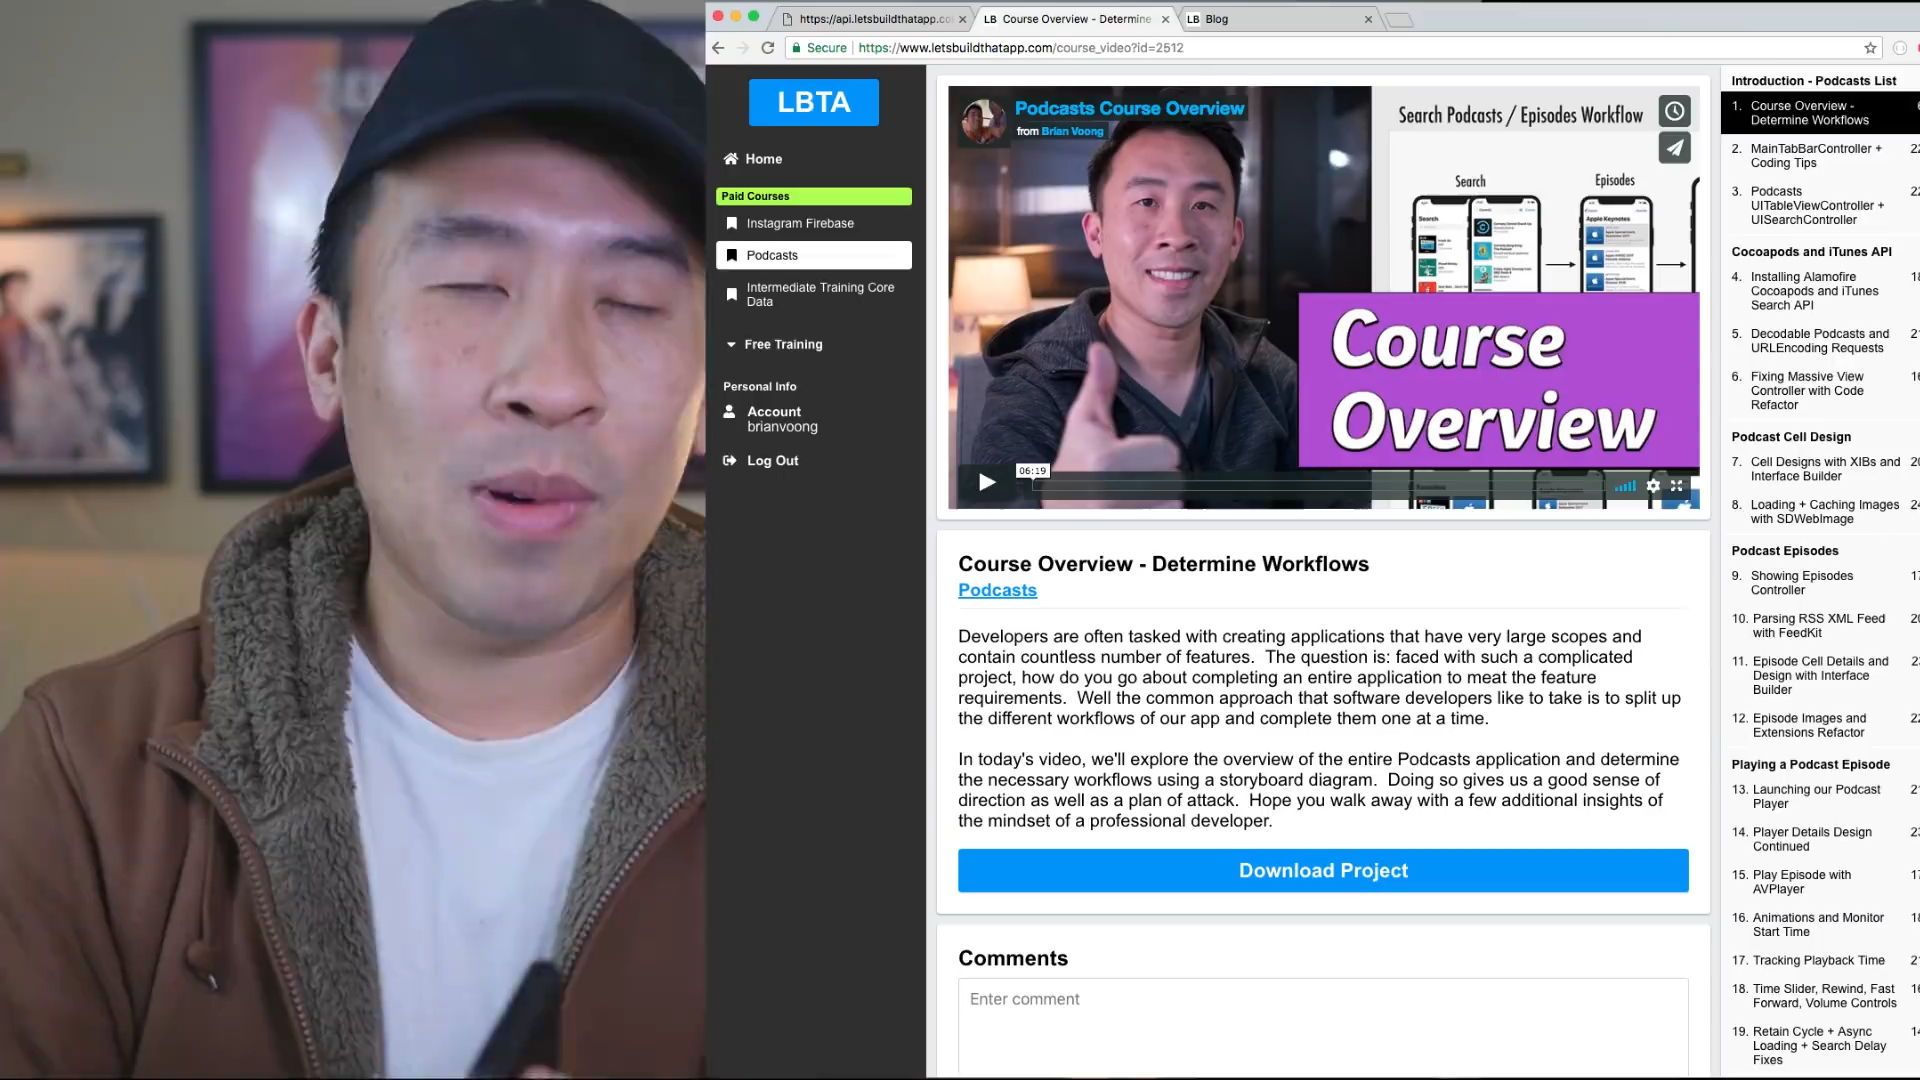 https://api.letsbuildthatapp.co
LB Course Overview - Determine
LB Blog
Secure
https://www.letsbuildthatapp.com/course_video?id=2512
LBTA
Home
Paid Courses
Instagram Firebase
Podcasts
Intermediate Training Core
Data
Free Training
Personal Info
Account
brianvoong
Log Out
Podcasts Course Overview
from Brian Voong
Search Podcasts / Episodes Workflow
Search
Episodes
Search
Apple Keynotes
Course
Overview
06:19
Course Overview - Determine Workflows
Podcasts
Developers are often tasked with creating applications that have very large scopes and
contain countless number of features.  The question is: faced with such a complicated
project, how do you go about completing an entire application to meat the feature
requirements.  Well the common approach that software developers like to take is to split up
the different workflows of our app and complete them one at a time.
In today's video, we'll explore the overview of the entire Podcasts application and determine
the necessary workflows using a storyboard diagram.  Doing so gives us a good sense of
direction as well as a plan of attack.  Hope you walk away with a few additional insights of
the mindset of a professional developer.
Download Project
Comments
Enter comment
Introduction - Podcasts List
1. Course Overview -
Determine Workflows
2. MainTabBarController +
Coding Tips
3. Podcasts
UITableViewController +
UISearchController
Cocoapods and iTunes API
4. Installing Alamofire
Cocoapods and iTunes
Search API
5. Decodable Podcasts and
URLEncoding Requests
6. Fixing Massive View
Controller with Code
Refactor
Podcast Cell Design
7. Cell Designs with XIBs and
Interface Builder
8. Loading + Caching Images
with SDWebImage
Podcast Episodes
9. Showing Episodes
Controller
10. Parsing RSS XML Feed
with FeedKit
11. Episode Cell Details and
Design with Interface
Builder
12. Episode Images and
Extensions Refactor
Playing a Podcast Episode
13. Launching our Podcast
Player
14. Player Details Design
Continued
15. Play Episode with
AVPlayer
16. Animations and Monitor
Start Time
17. Tracking Playback Time
18. Time Slider, Rewind, Fast
Forward, Volume Controls
19. Retain Cycle + Async
Loading + Search Delay
Fixes